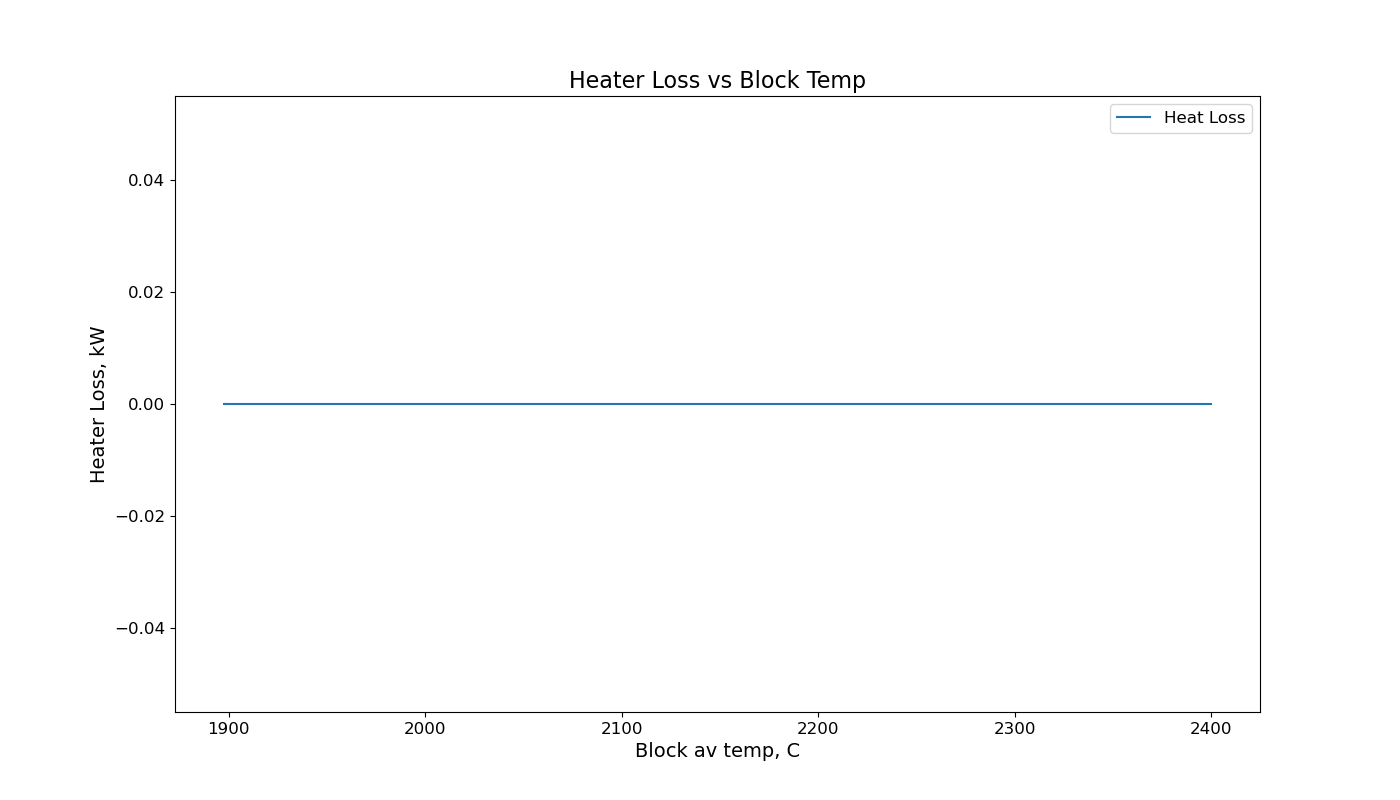 Heater Loss vs Block Temp
Heat Loss
0.04
0.02
0.00
−0.02
−0.04
Heater Loss, kW
1900 2000 2100 2200 2300 2400
Block av temp, C